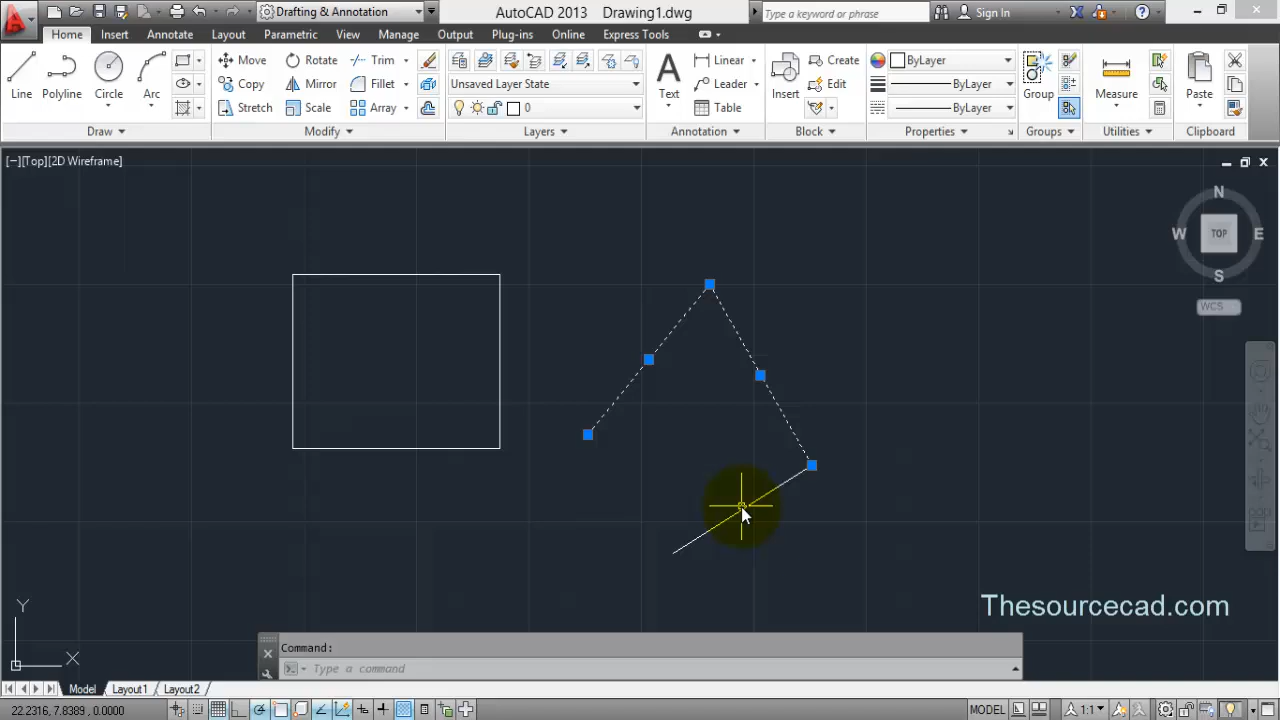 Drafting & Annotation
AutoCAD 2013 Drawing1.dwg
Type a keyword or phrase
Sign In
Home Insert Annotate Layout Parametric View Manage Output Plug-ins Online Express Tools
Line Polyline Circle Arc
Move Rotate Trim
Copy Mirror Fillet
Stretch Scale Array
Unsaved Layer State
0
Text
Linear
Leader
Table
Insert
Create
Edit
ByLayer
ByLayer
ByLayer
Group
Measure
Paste
Draw Modify Layers Annotation Block Properties Groups Utilities Clipboard
[−][Top][2D Wireframe]
N
W TOP E
S
WCS
Thesourcecad.com
Y
X
Command:
Type a command
Model Layout1 Layout2
22.2316, 7.8389, 0.0000
MODEL
1:1